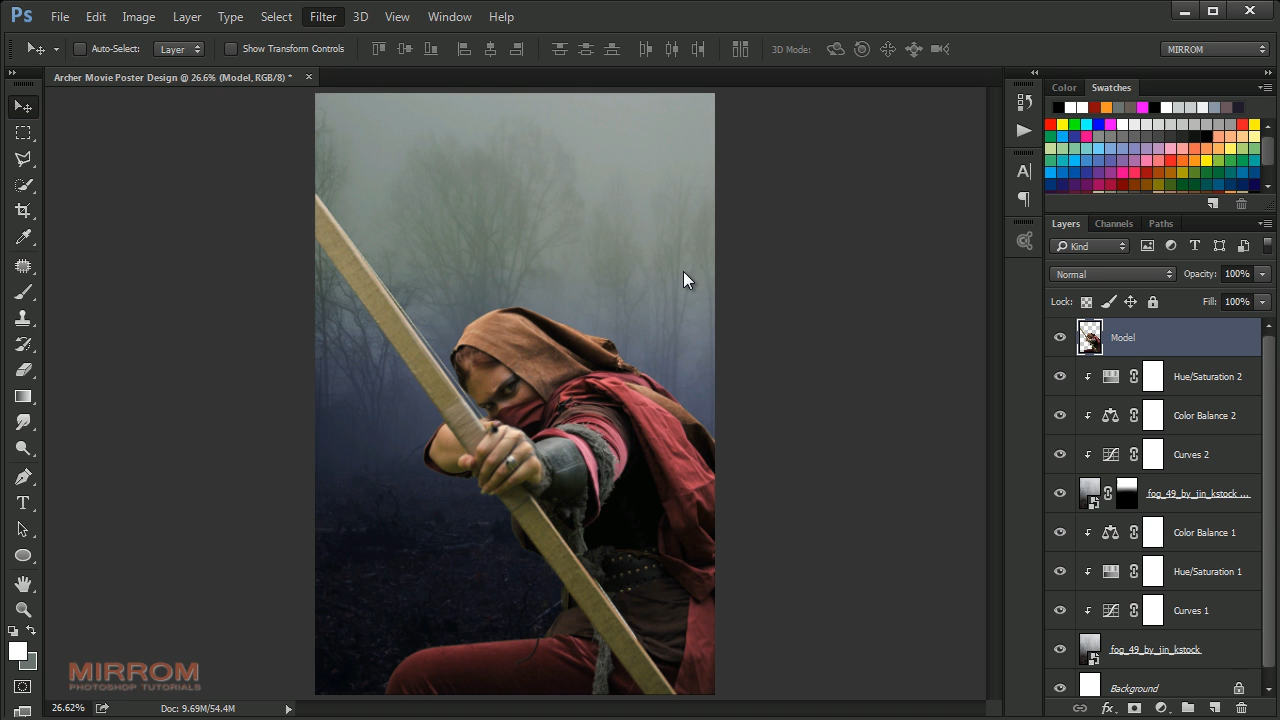 Ps File Edit Image Layer Type Select Filter 3D View Window Help
Auto-Select: Layer Show Transform Controls 3D Mode: MIRROM
Archer Movie Poster Design @ 26.6% (Model, RGB/8) * ×
Color Swatches
Layers Channels Paths
Kind
Normal Opacity: 100%
Lock: Fill: 100%
Model
Hue/Saturation 2
Color Balance 2
Curves 2
fog_49_by_jin_kstock ...
Color Balance 1
Hue/Saturation 1
Curves 1
fog_49_by_jin_kstock
Background
MIRROM
PHOTOSHOP TUTORIALS
26.62% Doc: 9.69M/54.4M